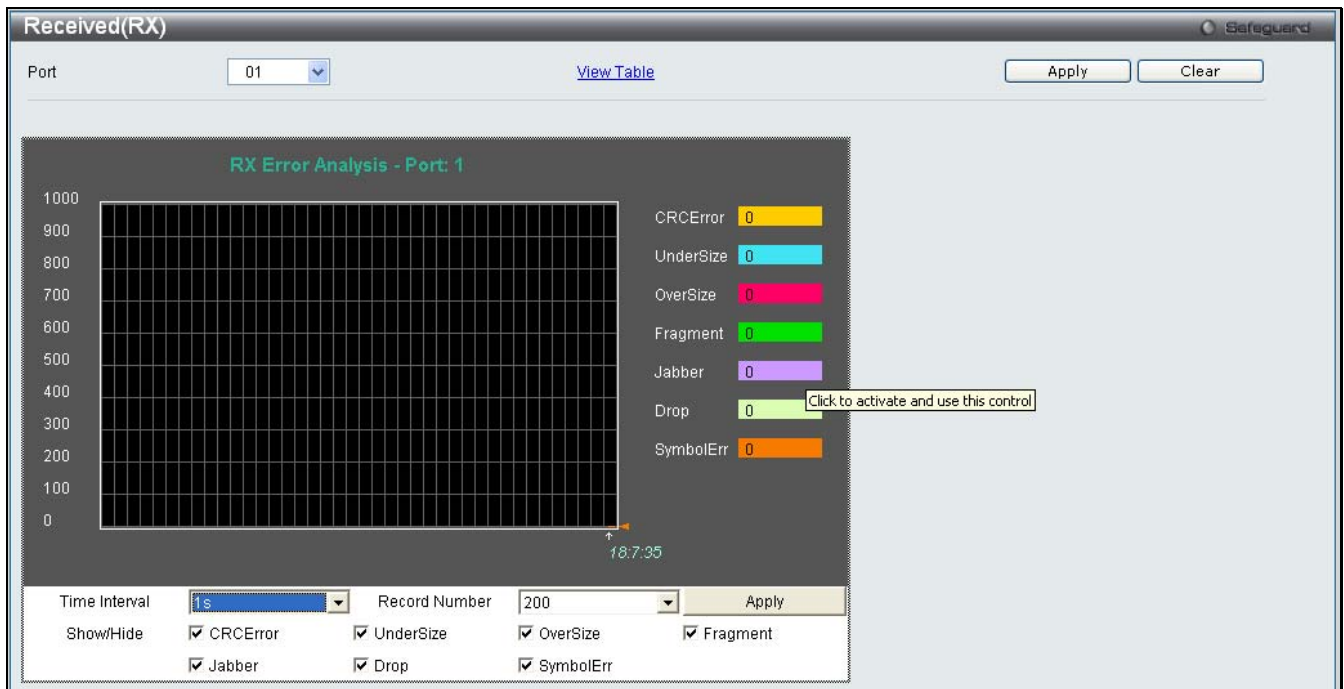 Received(RX)
Safeguard
Port 01 View Table Apply Clear
RX Error Analysis - Port: 1
1000
900
800
700
600
500
400
300
200
100
0
CRCError 0
UnderSize 0
OverSize 0
Fragment 0
Jabber 0
Click to activate and use this control
Drop 0
SymbolErr 0
18:7:35
Time Interval 1s Record Number 200 Apply
Show/Hide CRCError UnderSize OverSize Fragment
Jabber Drop SymbolErr